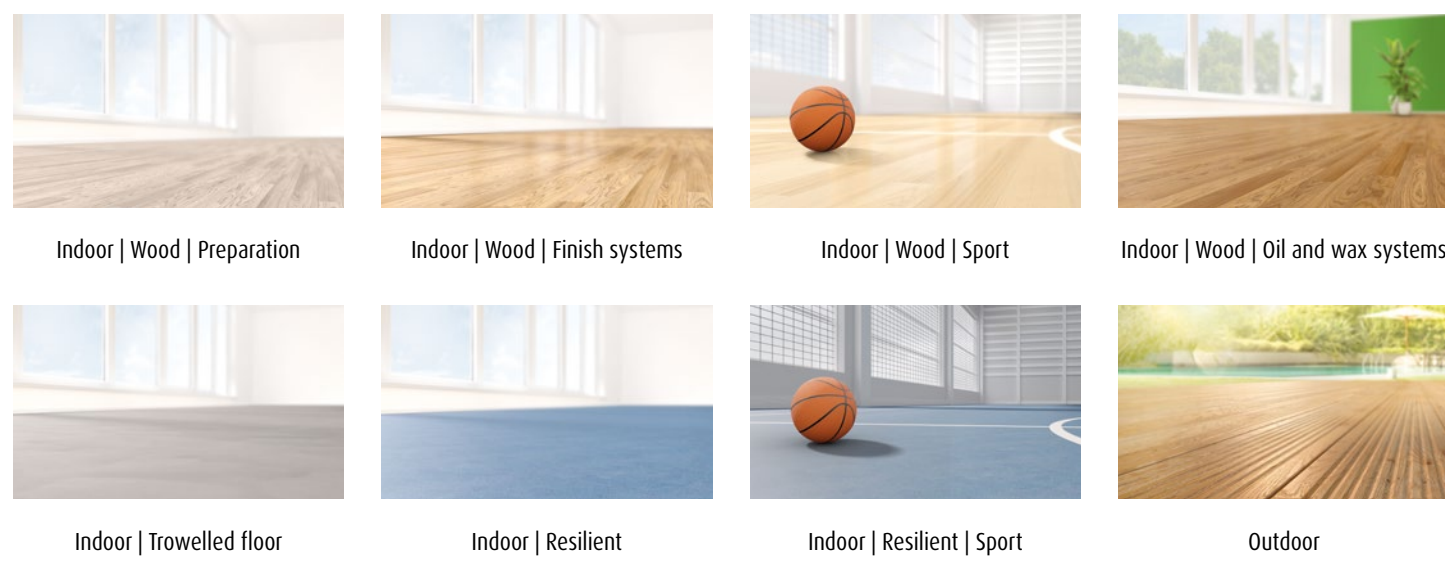 Indoor | Wood | Preparation
Indoor | Wood | Finish systems
Indoor | Wood | Sport
Indoor | Wood | Oil and wax systems
Indoor | Trowelled floor
Indoor | Resilient
Indoor | Resilient | Sport
Outdoor